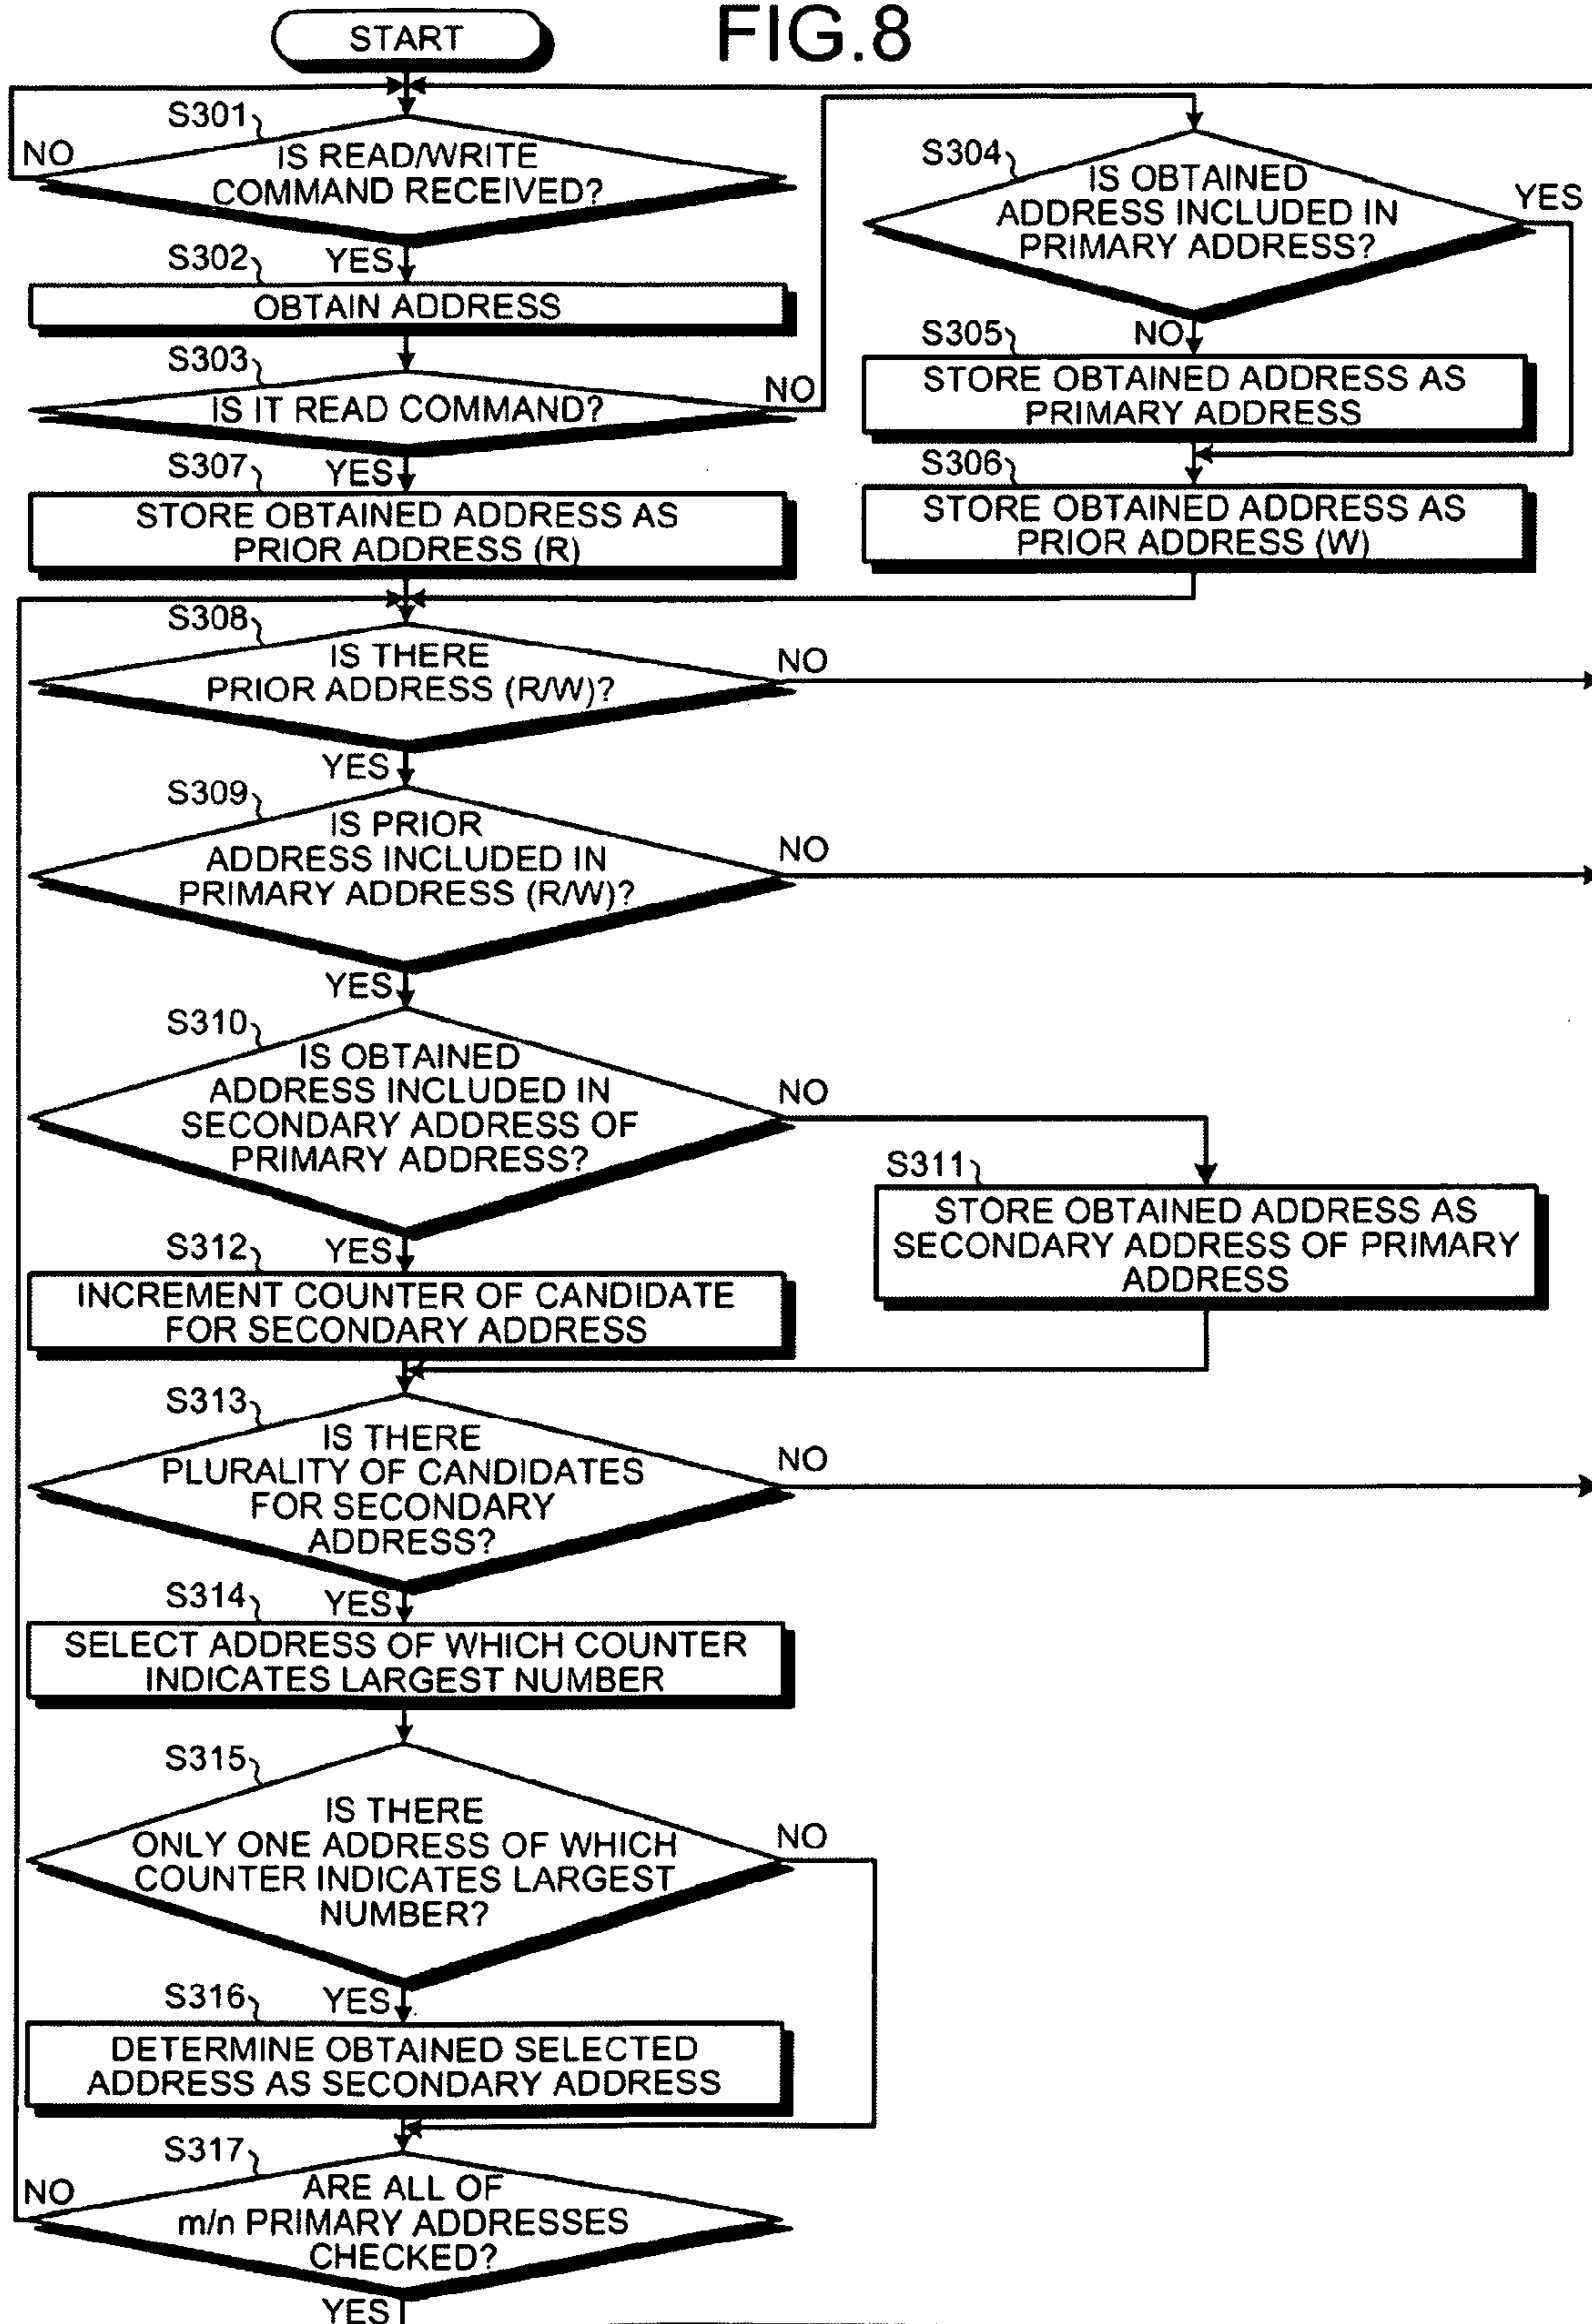 FIG.8
START
S301
NO
IS READ/WRITE
COMMAND RECEIVED?
YES
S302
OBTAIN ADDRESS
S303
IS IT READ COMMAND?
NO
S304
IS OBTAINED
ADDRESS INCLUDED IN
PRIMARY ADDRESS?
YES
NO
S305
STORE OBTAINED ADDRESS AS
PRIMARY ADDRESS
S306
STORE OBTAINED ADDRESS AS
PRIOR ADDRESS (W)
YES
S307
STORE OBTAINED ADDRESS AS
PRIOR ADDRESS (R)
S308
IS THERE
PRIOR ADDRESS (R/W)?
NO
YES
S309
IS PRIOR
ADDRESS INCLUDED IN
PRIMARY ADDRESS (R/W)?
NO
YES
S310
IS OBTAINED
ADDRESS INCLUDED IN
SECONDARY ADDRESS OF
PRIMARY ADDRESS?
NO
S311
STORE OBTAINED ADDRESS AS
SECONDARY ADDRESS OF PRIMARY
ADDRESS
YES
S312
INCREMENT COUNTER OF CANDIDATE
FOR SECONDARY ADDRESS
S313
IS THERE
PLURALITY OF CANDIDATES
FOR SECONDARY
ADDRESS?
NO
YES
S314
SELECT ADDRESS OF WHICH COUNTER
INDICATES LARGEST NUMBER
S315
IS THERE
ONLY ONE ADDRESS OF WHICH
COUNTER INDICATES LARGEST
NUMBER?
NO
YES
S316
DETERMINE OBTAINED SELECTED
ADDRESS AS SECONDARY ADDRESS
S317
NO
ARE ALL OF
m/n PRIMARY ADDRESSES
CHECKED?
YES